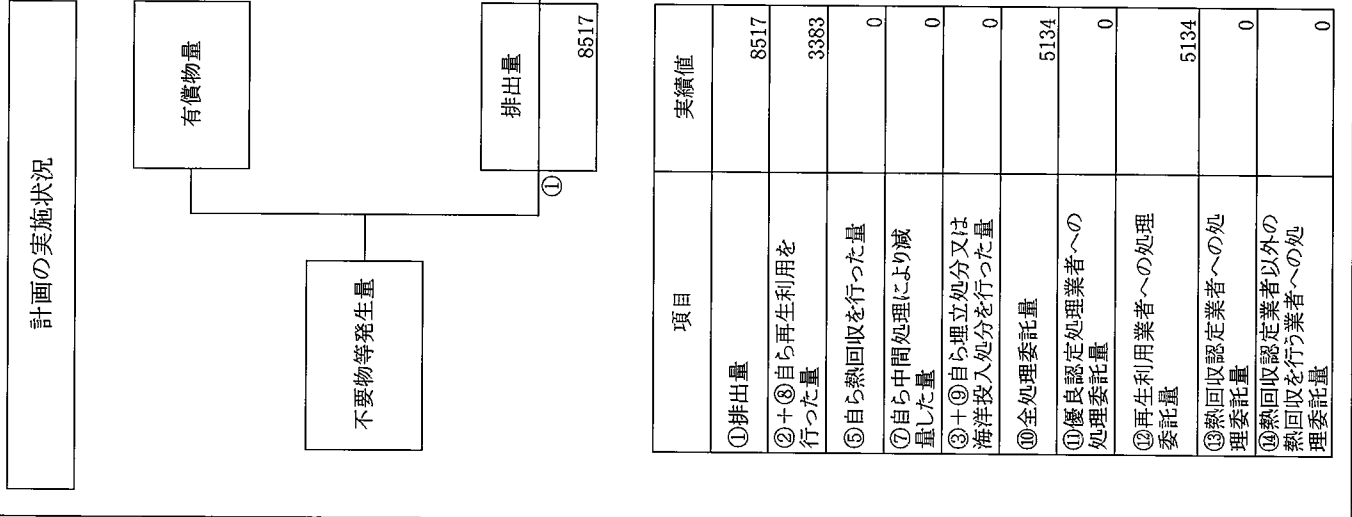 計画の実施状況
不要物等発生量
有償物量
①
排出量
8517
項目
実績値
①排出量
8517
②+⑧自ら再生利用を
行った量
3383
⑤自ら熱回収を行った量
0
⑦自ら中間処理により減
量した量
0
③+⑨自ら埋立処分又は
海洋投入処分を行った量
0
⑩全処理委託量
5134
⑪優良認定処理業者への
処理委託量
0
⑫再生利用業者への処理
委託量
5134
⑬熱回収認定業者への処
理委託量
0
⑭熱回収認定業者以外の
熱回収を行う業者への処
理委託量
0